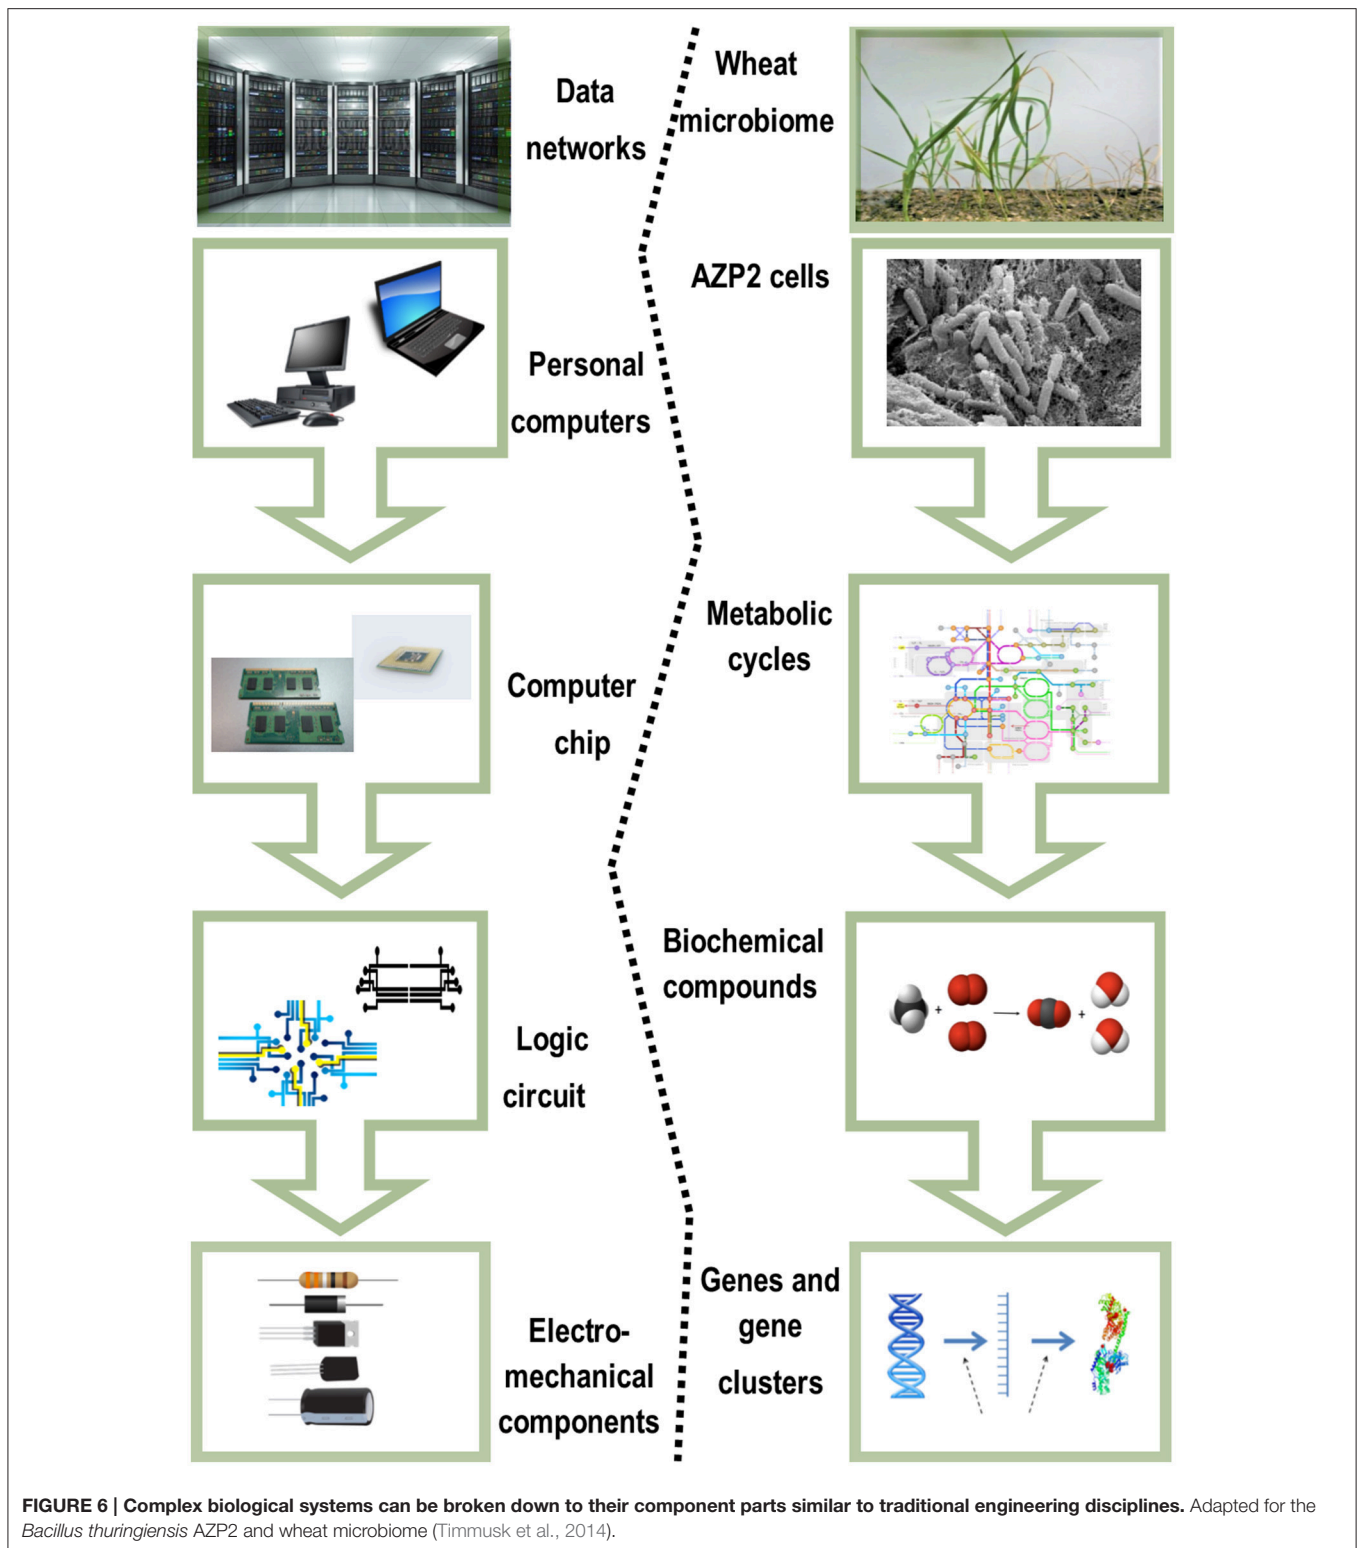 Data
networks
Wheat
microbiome
Personal
computers
AZP2 cells
Computer
chip
Metabolic
cycles
Logic
circuit
Biochemical
compounds
+
+
Electro-
mechanical
components
Genes and
gene
clusters
FIGURE 6 | Complex biological systems can be broken down to their component parts similar to traditional engineering disciplines. Adapted for the
Bacillus thuringiensis AZP2 and wheat microbiome (Timmusk et al., 2014).